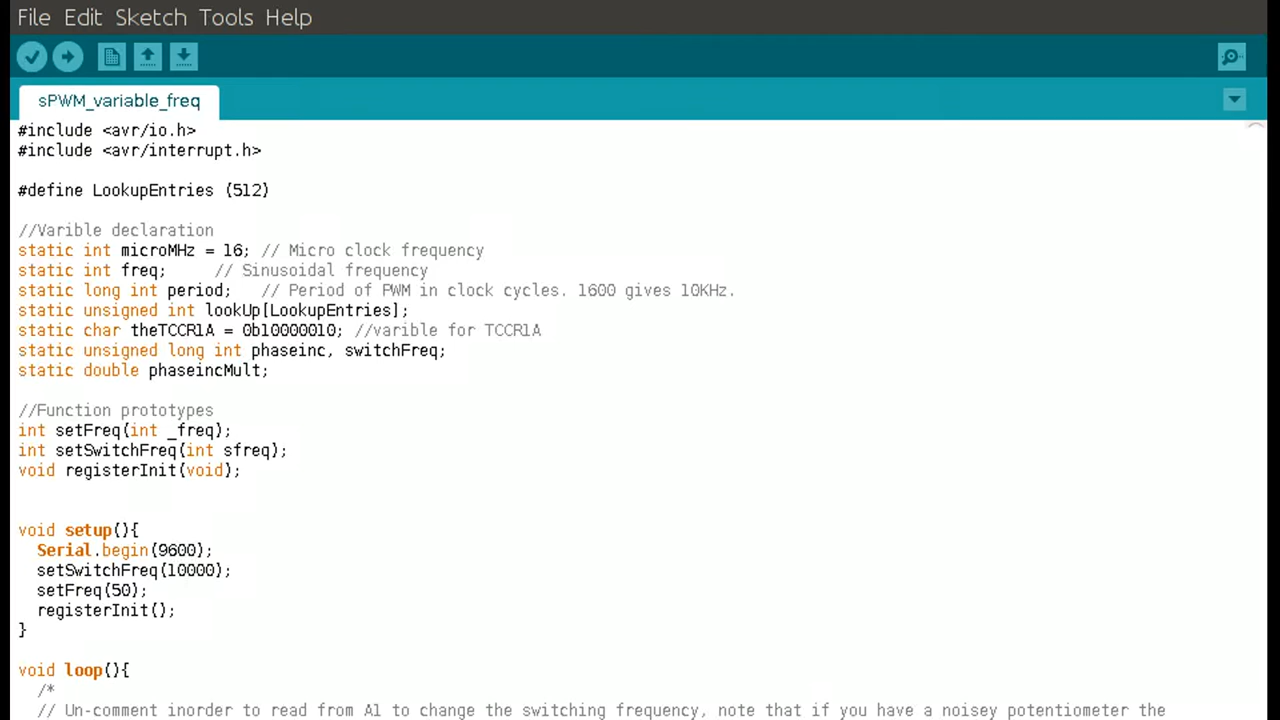 File Edit Sketch Tools Help
sPWM_variable_freq
#include <avr/io.h>
#include <avr/interrupt.h>
#define LookupEntries (512)
//Varible declaration
static int microMHz = 16; // Micro clock frequency
static int freq;     // Sinusoidal frequency
static long int period;   // Period of PWM in clock cycles. 1600 gives 10KHz.
static unsigned int lookUp[LookupEntries];
static char theTCCR1A = 0b10000010; //varible for TCCR1A
static unsigned long int phaseinc, switchFreq;
static double phaseincMult;
//Function prototypes
int setFreq(int _freq);
int setSwitchFreq(int sfreq);
void registerInit(void);
void setup(){
  Serial.begin(9600);
  setSwitchFreq(10000);
  setFreq(50);
  registerInit();
}
void loop(){
  /*
  // Un-comment inorder to read from A1 to change the switching frequency, note that if you have a noisey potentiometer the